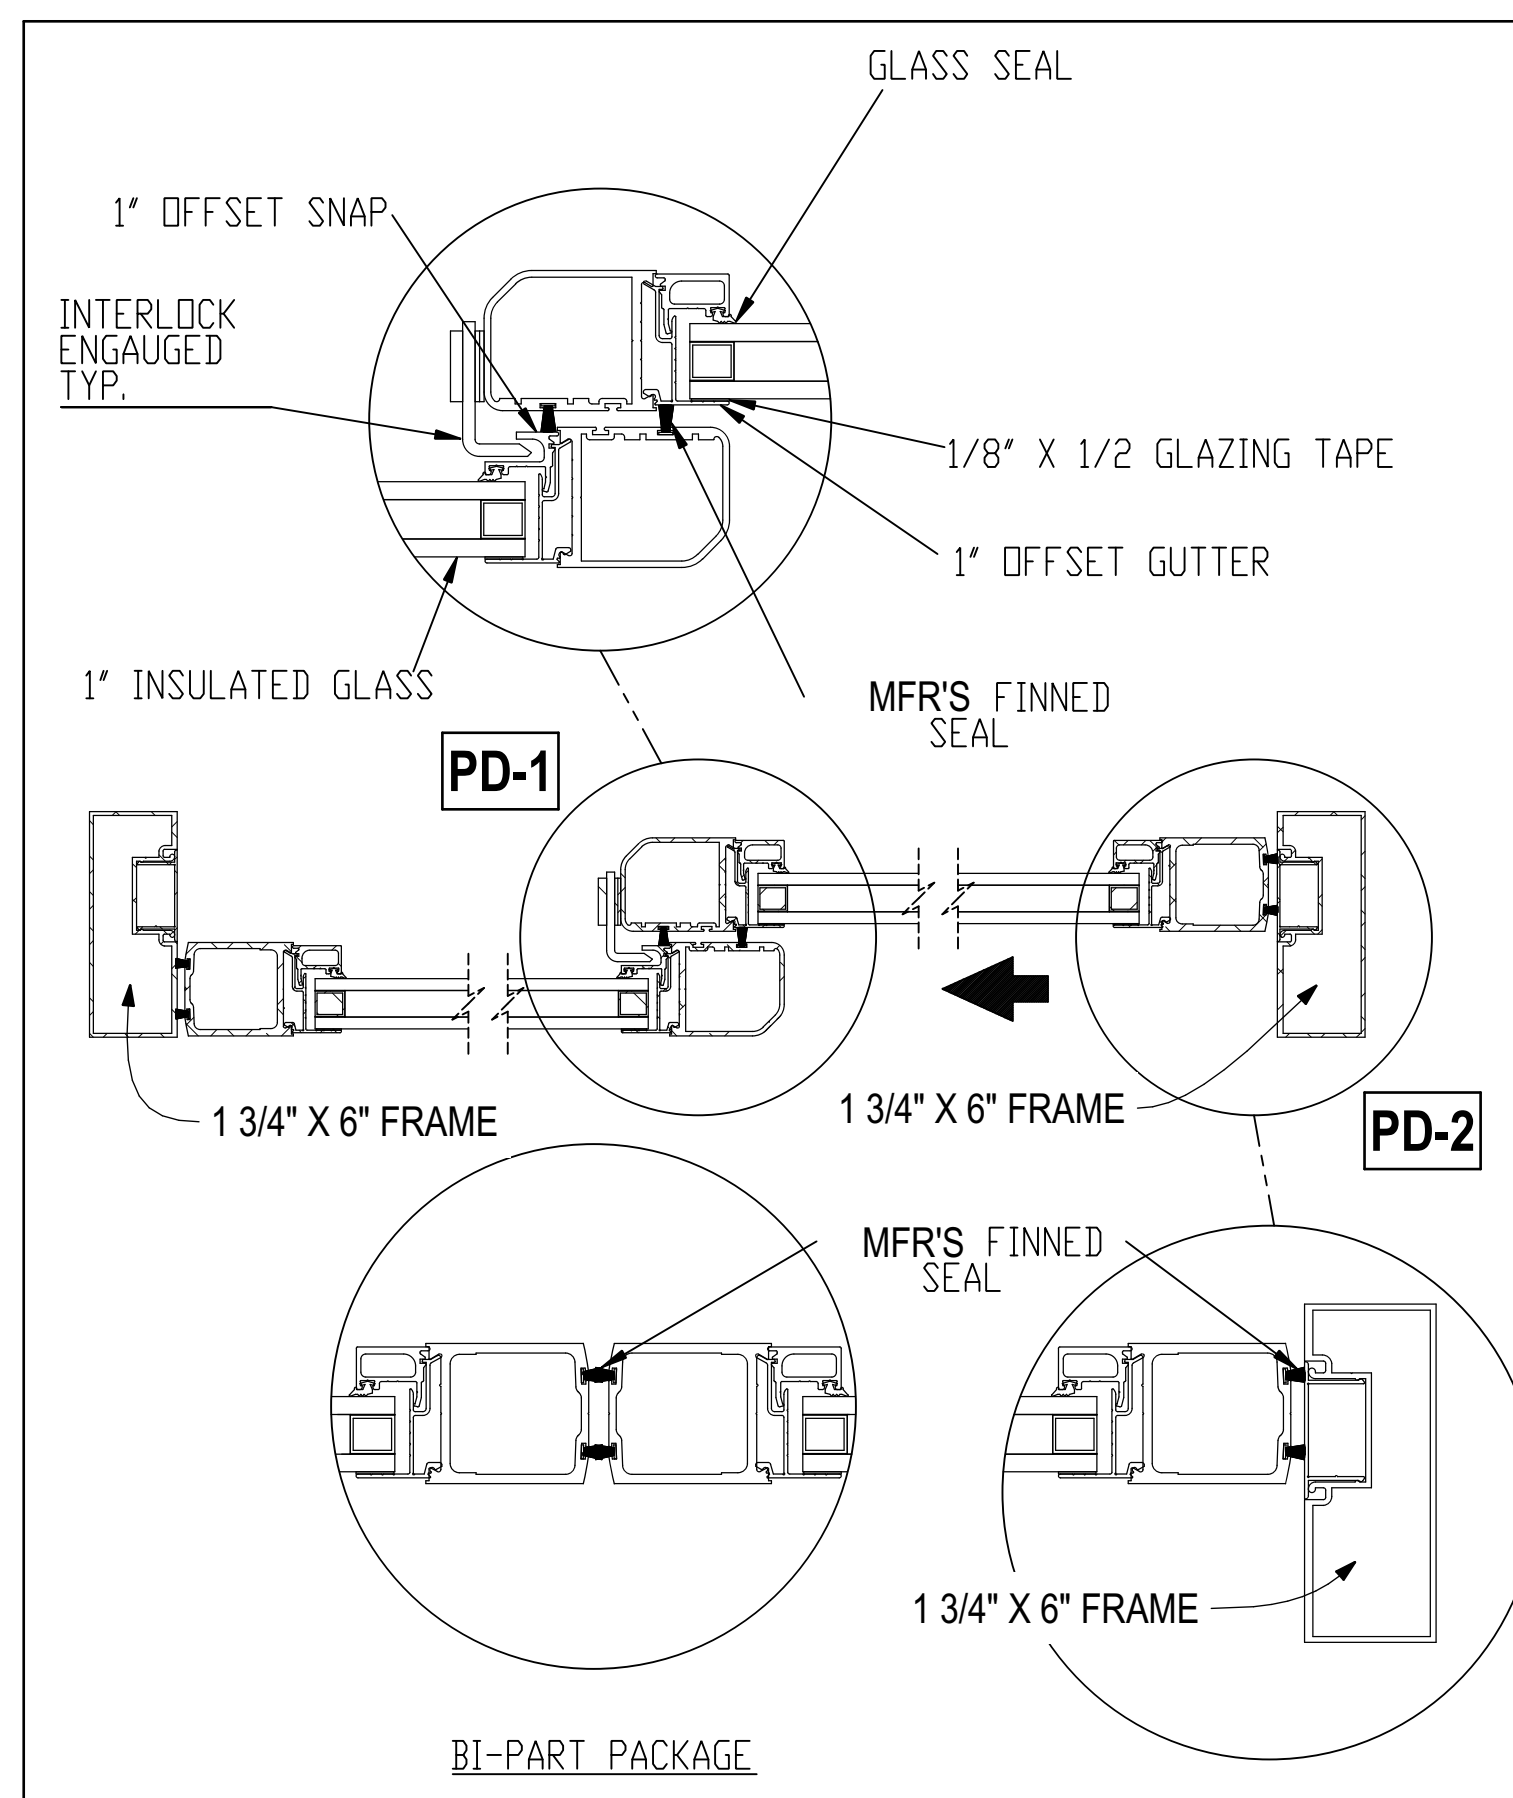 GLASS SEAL
1" OFFSET SNAP
INTERLOCK
ENGAUGED
TYP.
1/8" X 1/2 GLAZING TAPE
1" OFFSET GUTTER
1" INSULATED GLASS
MFR'S FINNED
SEAL
PD-1
1 3/4" X 6" FRAME
1 3/4" X 6" FRAME
PD-2
MFR'S FINNED
SEAL
1 3/4" X 6" FRAME
BI-PART PACKAGE